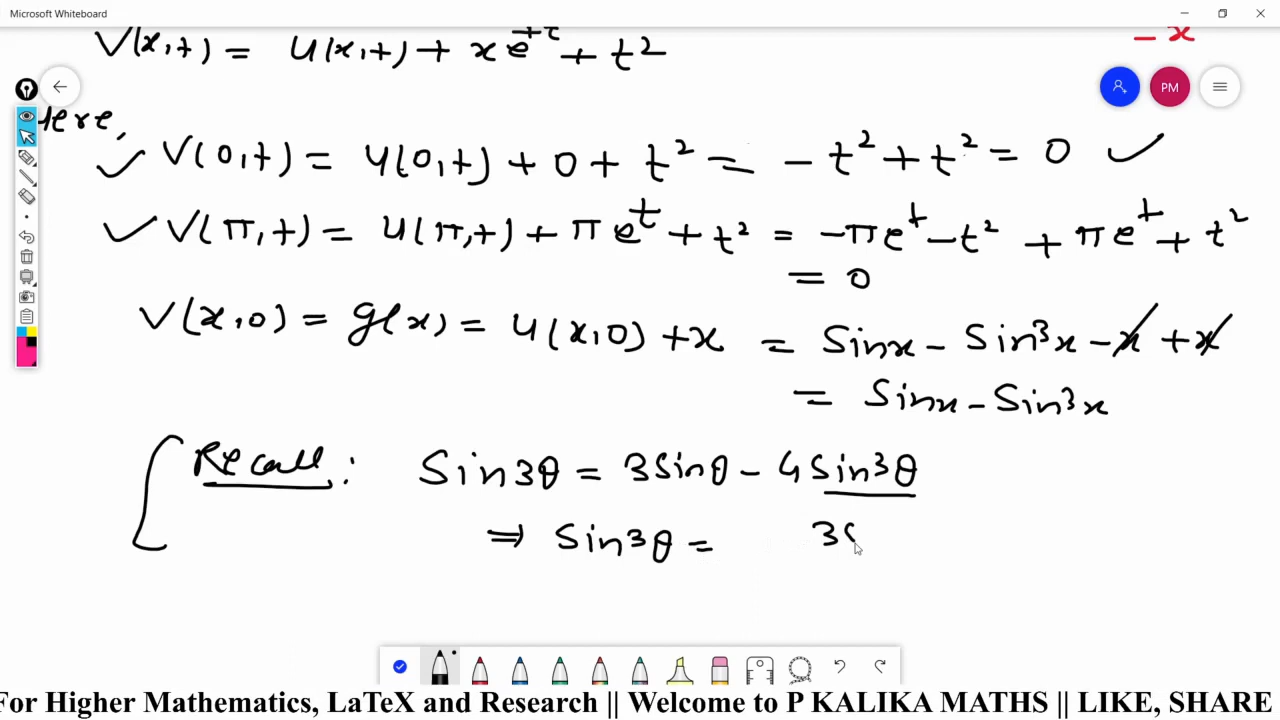 Microsoft Whiteboard
V(x,t) = u(x,t) + xe^{+t} + t²
- x
PM
Here,
✓ V(0,t) = u(0,t) + 0 + t² = - t² + t² = 0 ✓
✓ V(π,t) = u(π,t) + πe^t + t² = -πe^t - t² + πe^t + t²
= 0
V(x,0) = g(x) = u(x,0) + x = Sinx - Sin³x - x + x
= Sinx - Sin³x
Recall : Sin3θ = 3Sinθ - 4Sin³θ
⇒ Sin³θ = 3S
For Higher Mathematics, LaTeX and Research || Welcome to P KALIKA MATHS || LIKE, SHARE